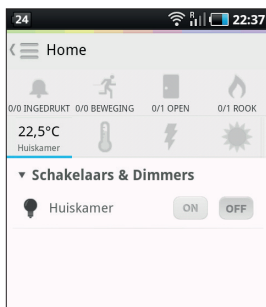 24 R 22:37
Home
0/0 INGEDRUKT 0/0 BEWEGING 0/1 OPEN 0/1 ROOK
22,5°C
Huiskamer
Schakelaars & Dimmers
Huiskamer ON OFF